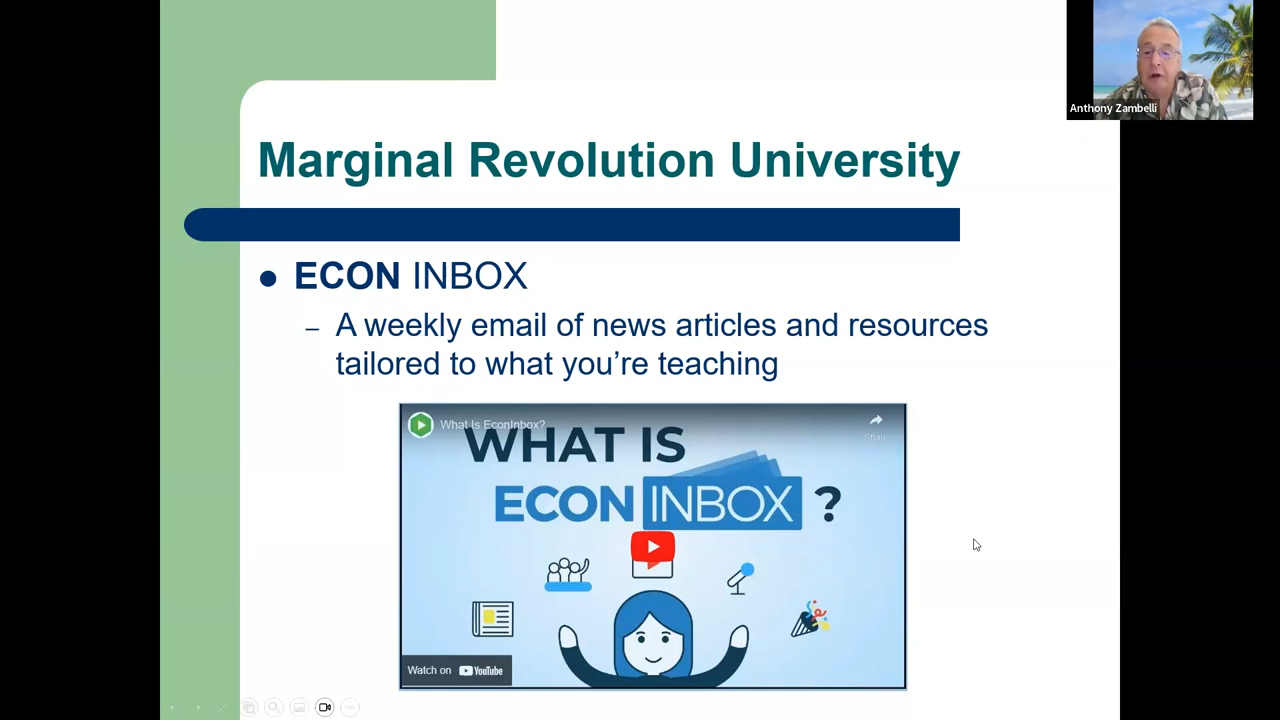 Anthony Zambelli
Marginal Revolution University
ECON INBOX
– A weekly email of news articles and resources
tailored to what you’re teaching
What Is EconInbox?
Share
WHAT IS
ECON INBOX ?
Watch on YouTube